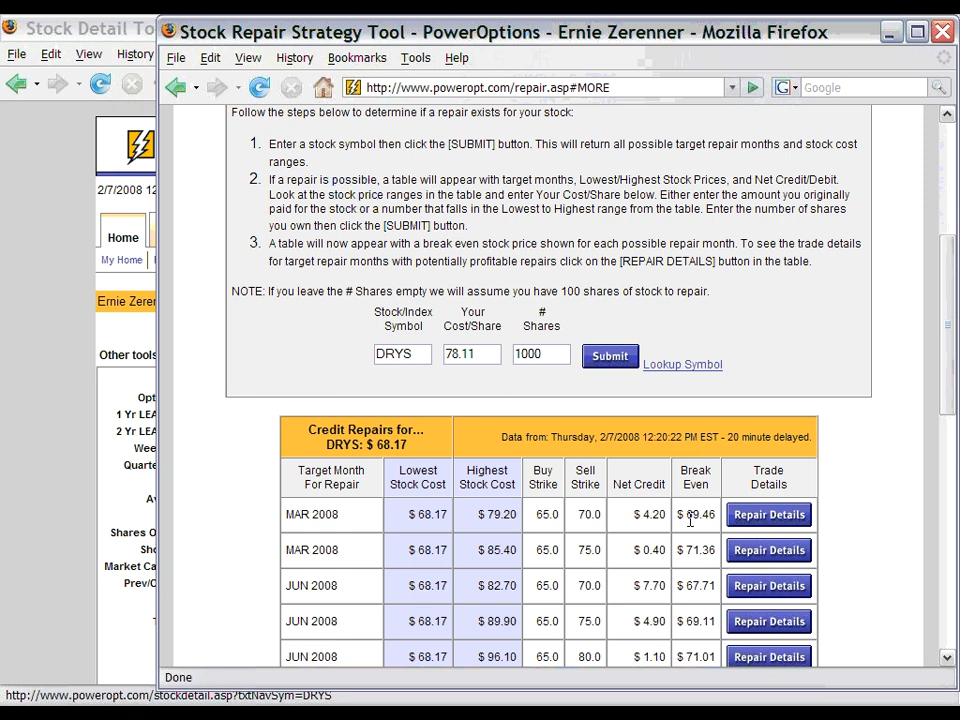 Stock Detail To
Stock Repair Strategy Tool - PowerOptions - Ernie Zerenner - Mozilla Firefox
File Edit View History
File Edit View History Bookmarks Tools Help
http://www.poweropt.com/repair.asp#MORE
Google
Follow the steps below to determine if a repair exists for your stock:
1. Enter a stock symbol then click the [SUBMIT] button. This will return all possible target repair months and stock cost
ranges.
2. If a repair is possible, a table will appear with target months, Lowest/Highest Stock Prices, and Net Credit/Debit.
Look at the stock price ranges in the table and enter Your Cost/Share below. Either enter the amount you originally
paid for the stock or a number that falls in the Lowest to Highest range from the table. Enter the number of shares
you own then click the [SUBMIT] button.
3. A table will now appear with a break even stock price shown for each possible repair month. To see the trade details
for target repair months with potentially profitable repairs click on the [REPAIR DETAILS] button in the table.
NOTE: If you leave the # Shares empty we will assume you have 100 shares of stock to repair.
Stock/Index Your #
Symbol Cost/Share Shares
DRYS 78.11 1000 Submit
Lookup Symbol
2/7/2008 12
Home
My Home
Ernie Zerer
Other tools
Opt
1 Yr LEA
2 Yr LEA
Wee
Quarte
Av
Shares O
Sho
Market Ca
Prev/O
Credit Repairs for...
DRYS: $ 68.17
Data from: Thursday, 2/7/2008 12:20:22 PM EST - 20 minute delayed.
Target Month Lowest Highest Buy Sell Net Credit Break Trade
For Repair Stock Cost Stock Cost Strike Strike Even Details
MAR 2008 $ 68.17 $ 79.20 65.0 70.0 $ 4.20 $ 69.46 Repair Details
MAR 2008 $ 68.17 $ 85.40 65.0 75.0 $ 0.40 $ 71.36 Repair Details
JUN 2008 $ 68.17 $ 82.70 65.0 70.0 $ 7.70 $ 67.71 Repair Details
JUN 2008 $ 68.17 $ 89.90 65.0 75.0 $ 4.90 $ 69.11 Repair Details
JUN 2008 $ 68.17 $ 96.10 65.0 80.0 $ 1.10 $ 71.01 Repair Details
Done
http://www.poweropt.com/stockdetail.asp?txtNavSym=DRYS